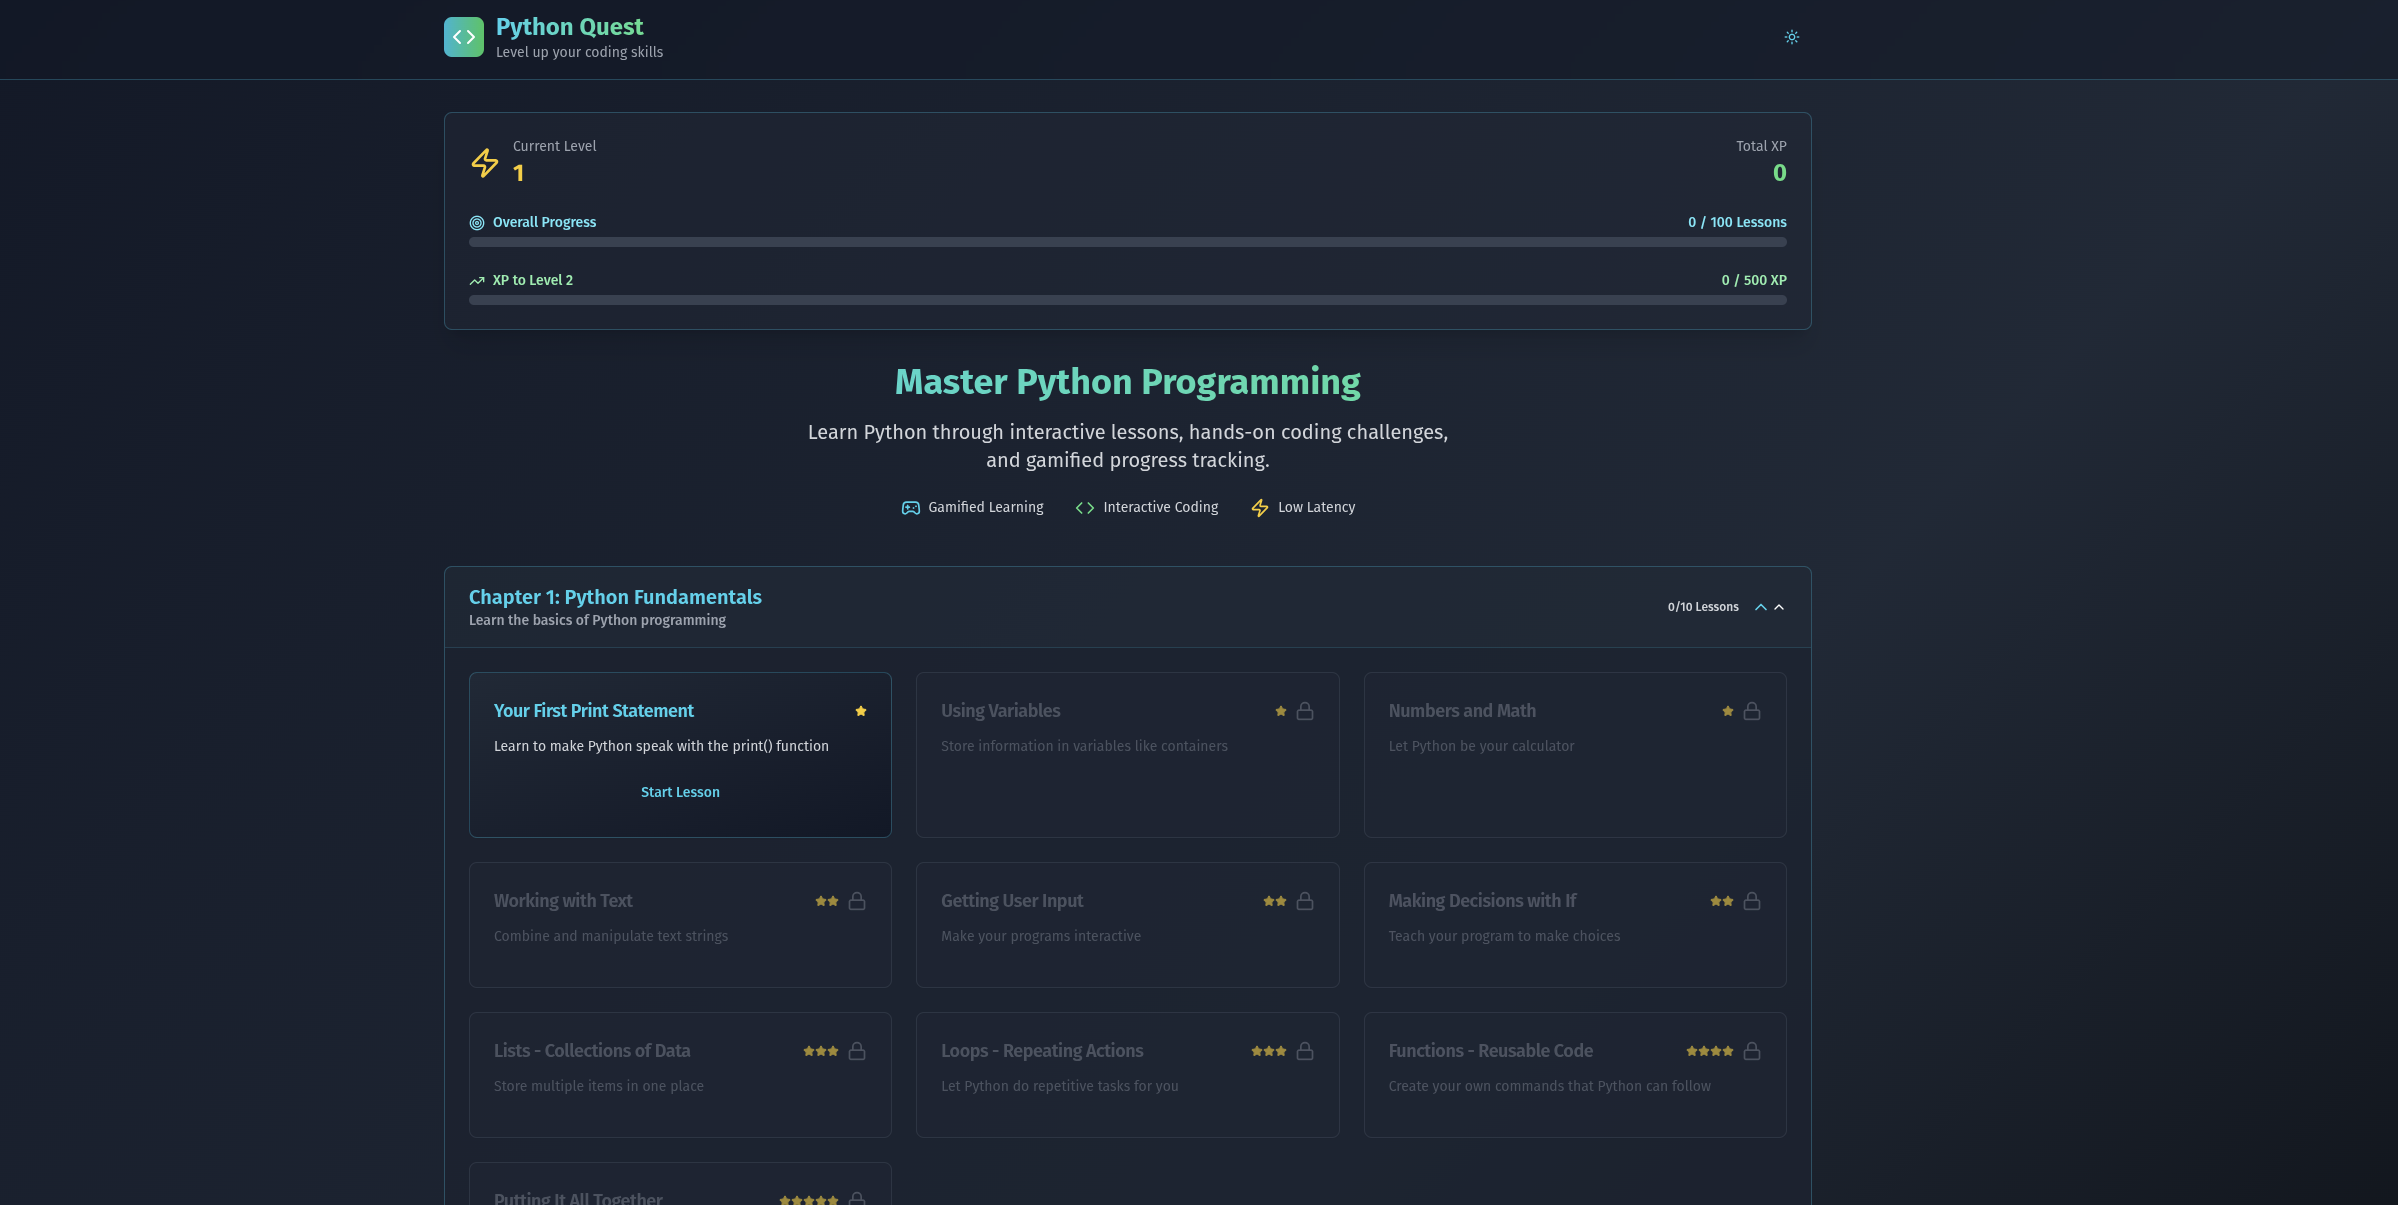 Python Quest
Level up your coding skills
Current Level
1
Total XP
0
Overall Progress
0 / 100 Lessons
XP to Level 2
0 / 500 XP
Master Python Programming
Learn Python through interactive lessons, hands-on coding challenges,
and gamified progress tracking.
Gamified Learning
Interactive Coding
Low Latency
Chapter 1: Python Fundamentals
Learn the basics of Python programming
0/10 Lessons
Your First Print Statement
Learn to make Python speak with the print() function
Start Lesson
Using Variables
Store information in variables like containers
Numbers and Math
Let Python be your calculator
Working with Text
Combine and manipulate text strings
Getting User Input
Make your programs interactive
Making Decisions with If
Teach your program to make choices
Lists - Collections of Data
Store multiple items in one place
Loops - Repeating Actions
Let Python do repetitive tasks for you
Functions - Reusable Code
Create your own commands that Python can follow
Putting It All Together